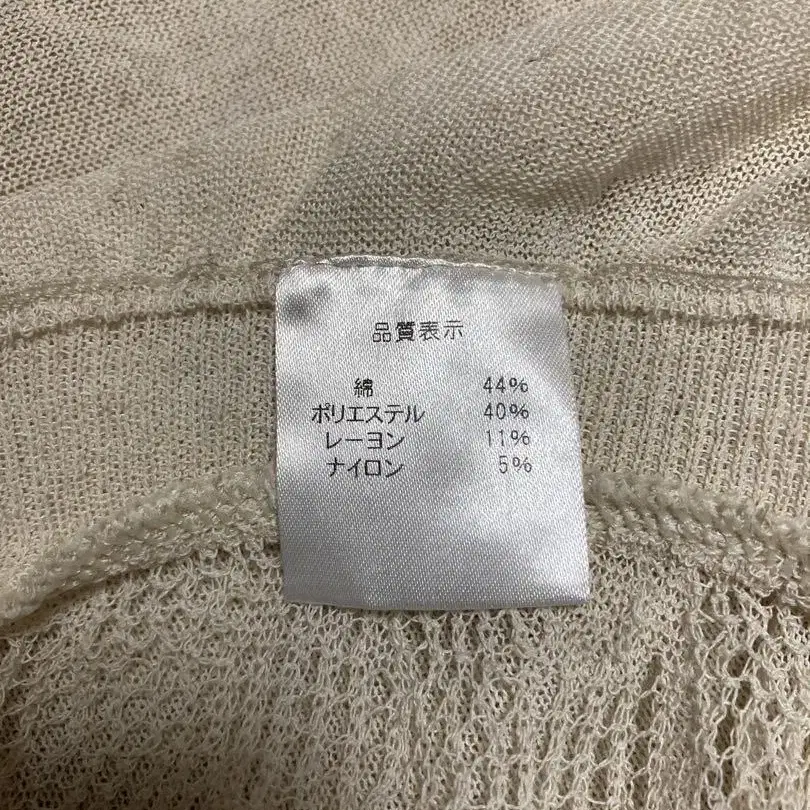 品質表示
綿 44%
ポリエステル 40%
レーヨン 11%
ナイロン 5%